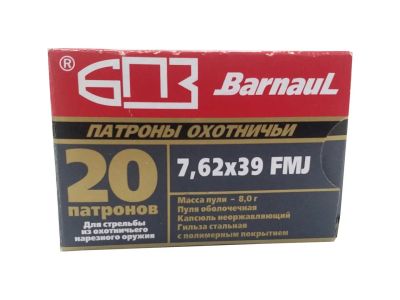 ® БПЗ BarnauL
ПАТРОНЫ ОХОТНИЧЬИ
20
патронов
Для стрельбы
из охотничьего
нарезного оружия
7,62x39 FMJ
Масса пули – 8,0 г
Пуля оболочечная
Капсюль неоржавляющий
Гильза стальная
с полимерным покрытием